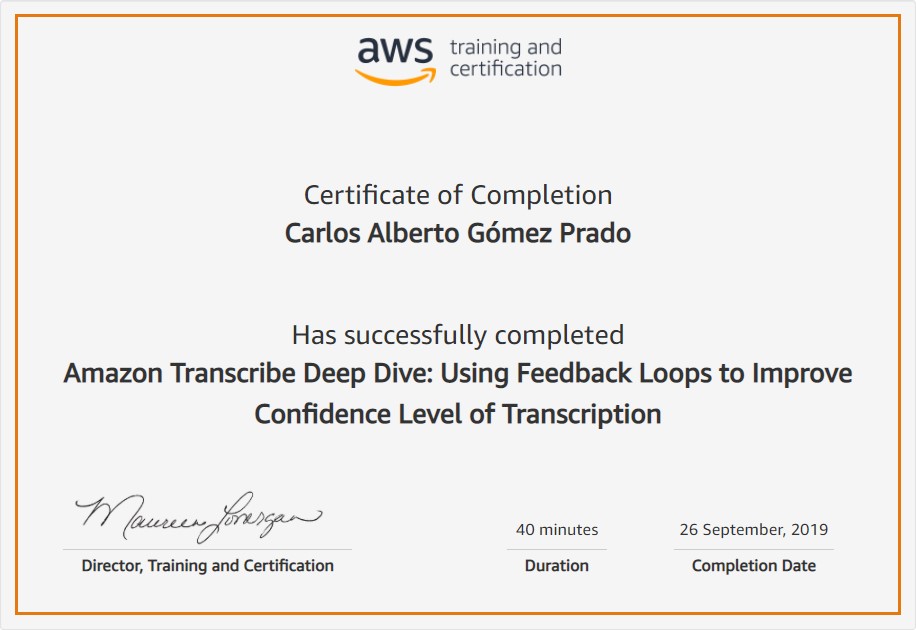 aws training and
certification
Certificate of Completion
Carlos Alberto Gómez Prado
Has successfully completed
Amazon Transcribe Deep Dive: Using Feedback Loops to Improve
Confidence Level of Transcription
Maureen Lonergan
40 minutes
26 September, 2019
Director, Training and Certification
Duration
Completion Date